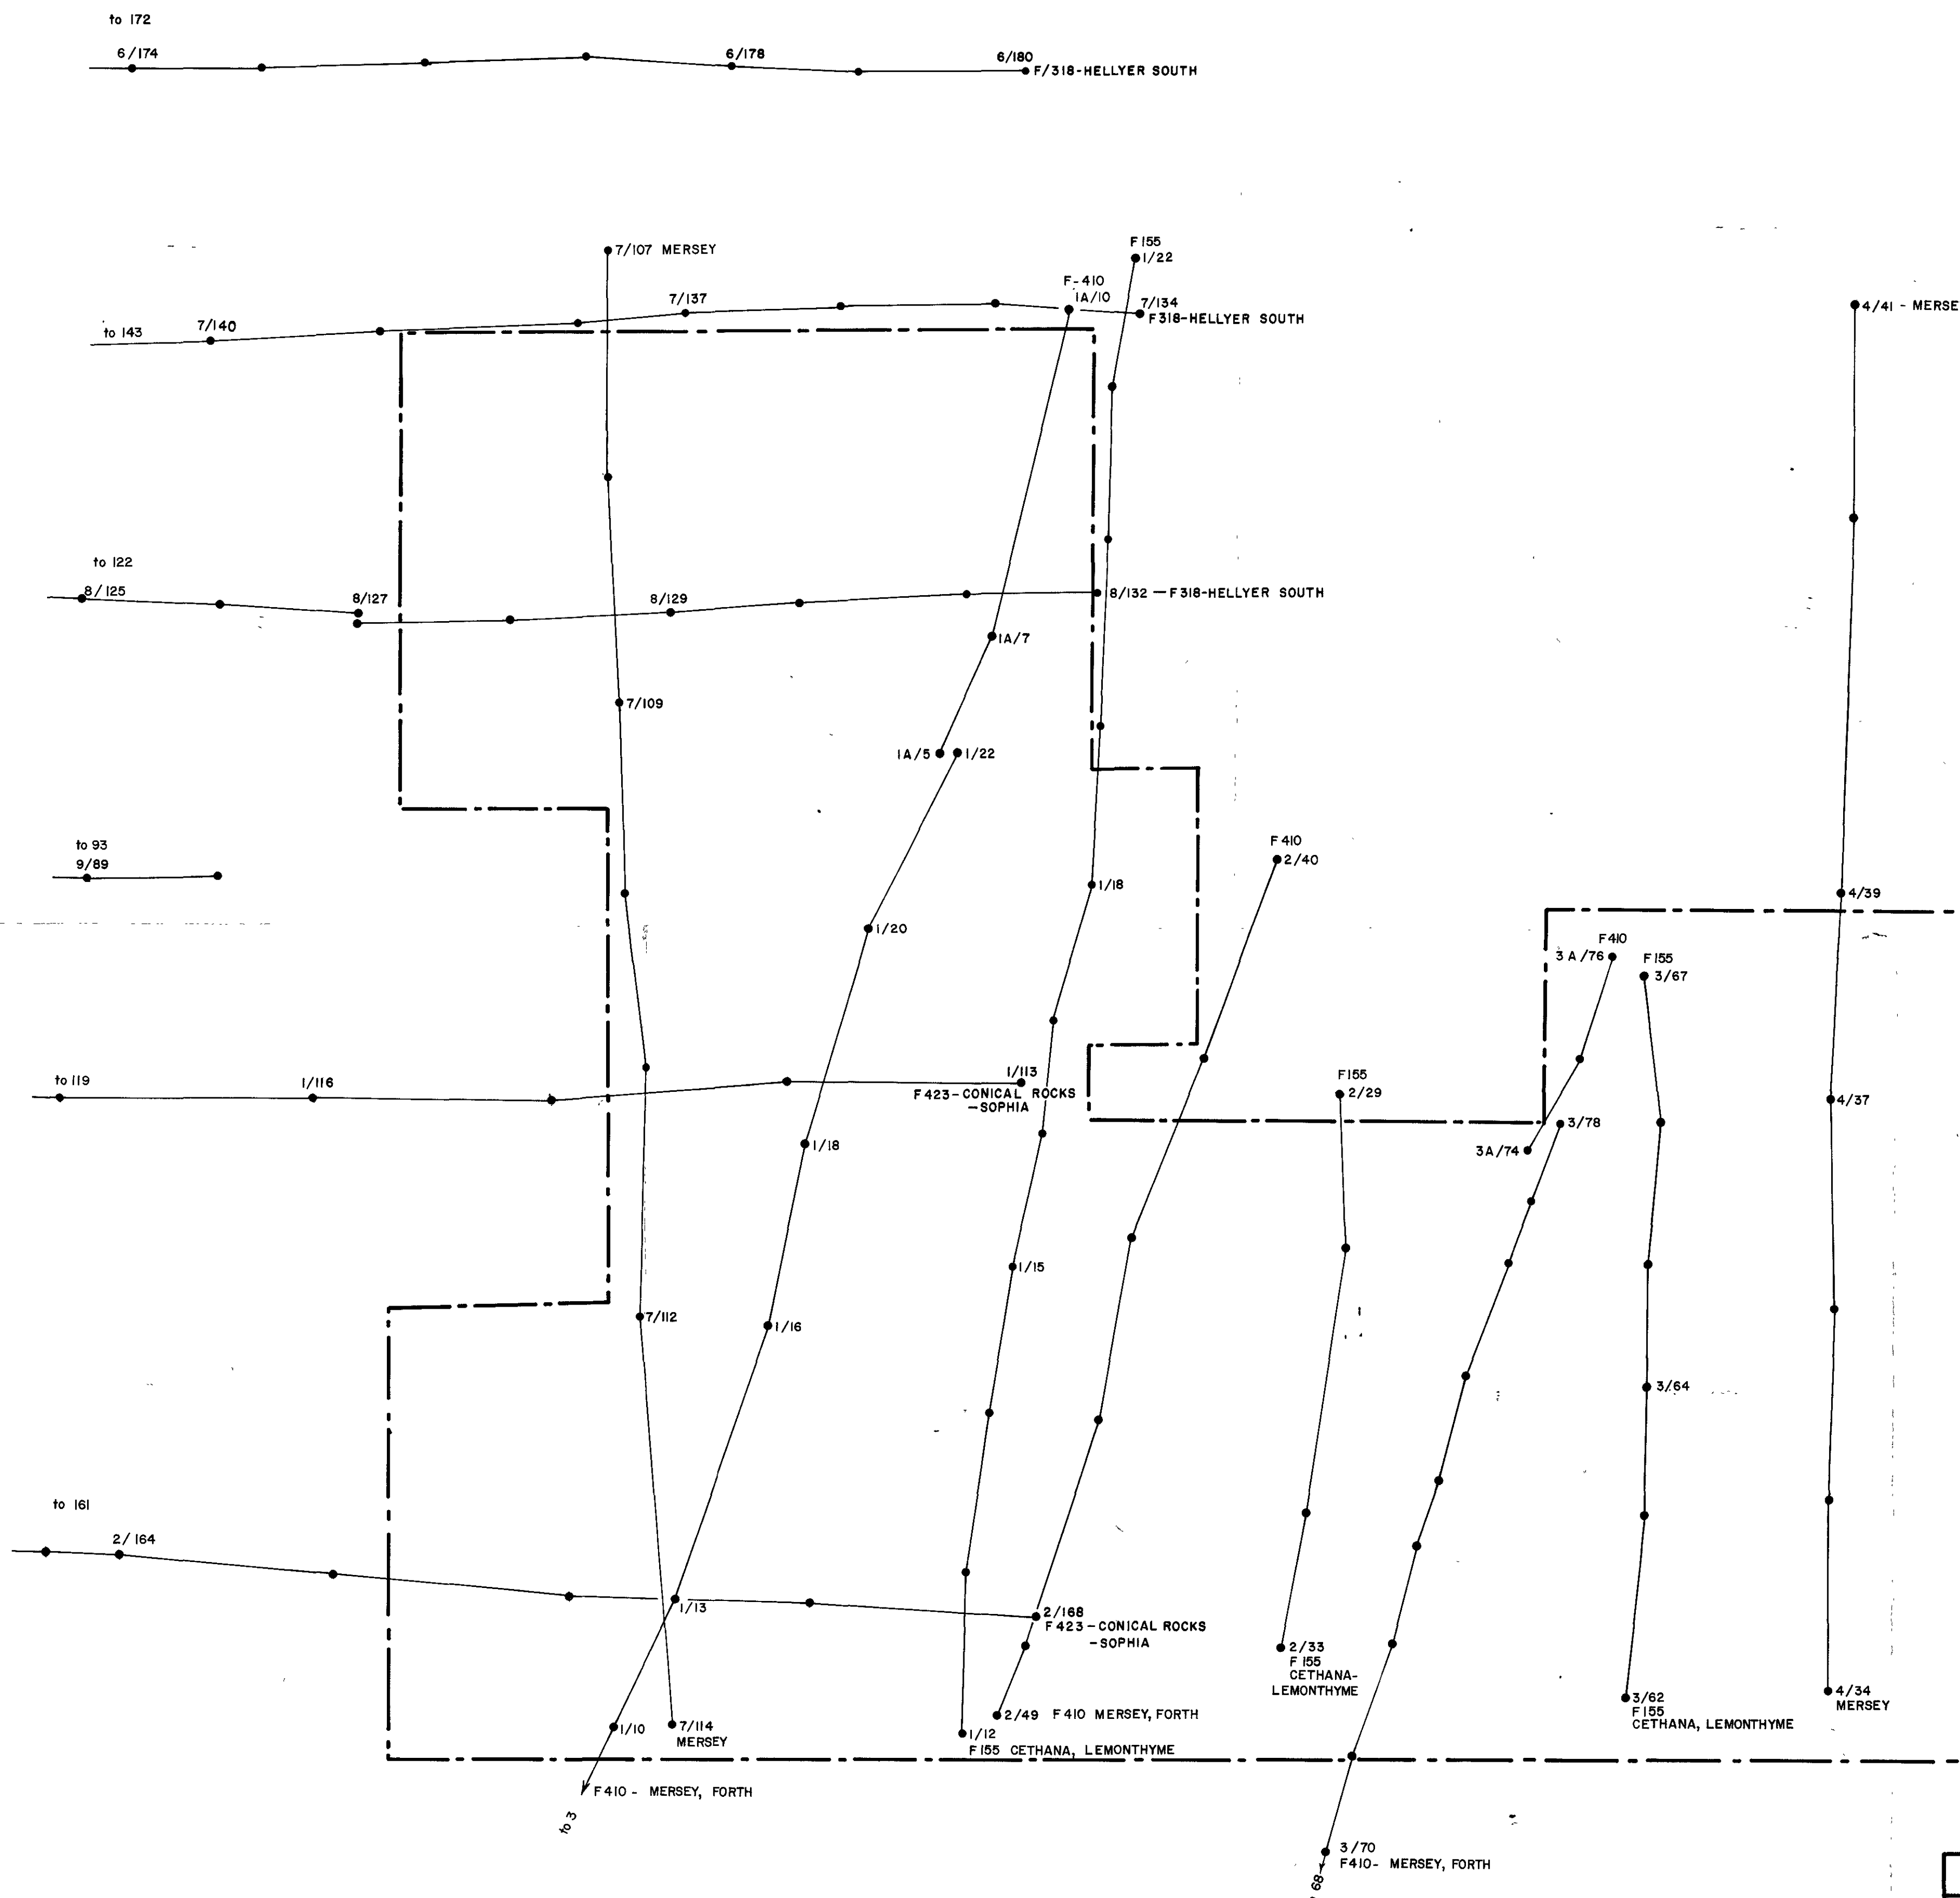 to 172
6/174
6/178
6/180
F/318-HELLYER SOUTH
7/107 MERSEY
F 155
1/22
F-410
1A/10
7/137
7/134
F318-HELLYER SOUTH
to 143
7/140
4/41 - MERSE
to 122
8/125
8/127
8/129
8/132 — F318-HELLYER SOUTH
1A/7
7/109
1A/5
1/22
to 93
9/89
F 410
2/40
1/18
4/39
1/20
F410
3A/76
F155
3/67
to 119
1/116
1/113
F423-CONICAL ROCKS
-SOPHIA
F155
2/29
4/37
3/78
3A/74
1/18
1/15
7/112
1/16
3/64
to 161
2/164
1/13
2/168
F 423-CONICAL ROCKS
-SOPHIA
2/33
F 155
CETHANA-
LEMONTHYME
4/34
MERSEY
3/62
F155
CETHANA, LEMONTHYME
2/49 F410 MERSEY, FORTH
1/10
7/114
MERSEY
1/12
F155 CETHANA, LEMONTHYME
F410 - MERSEY, FORTH
to 3
3/70
F410- MERSEY, FORTH
68